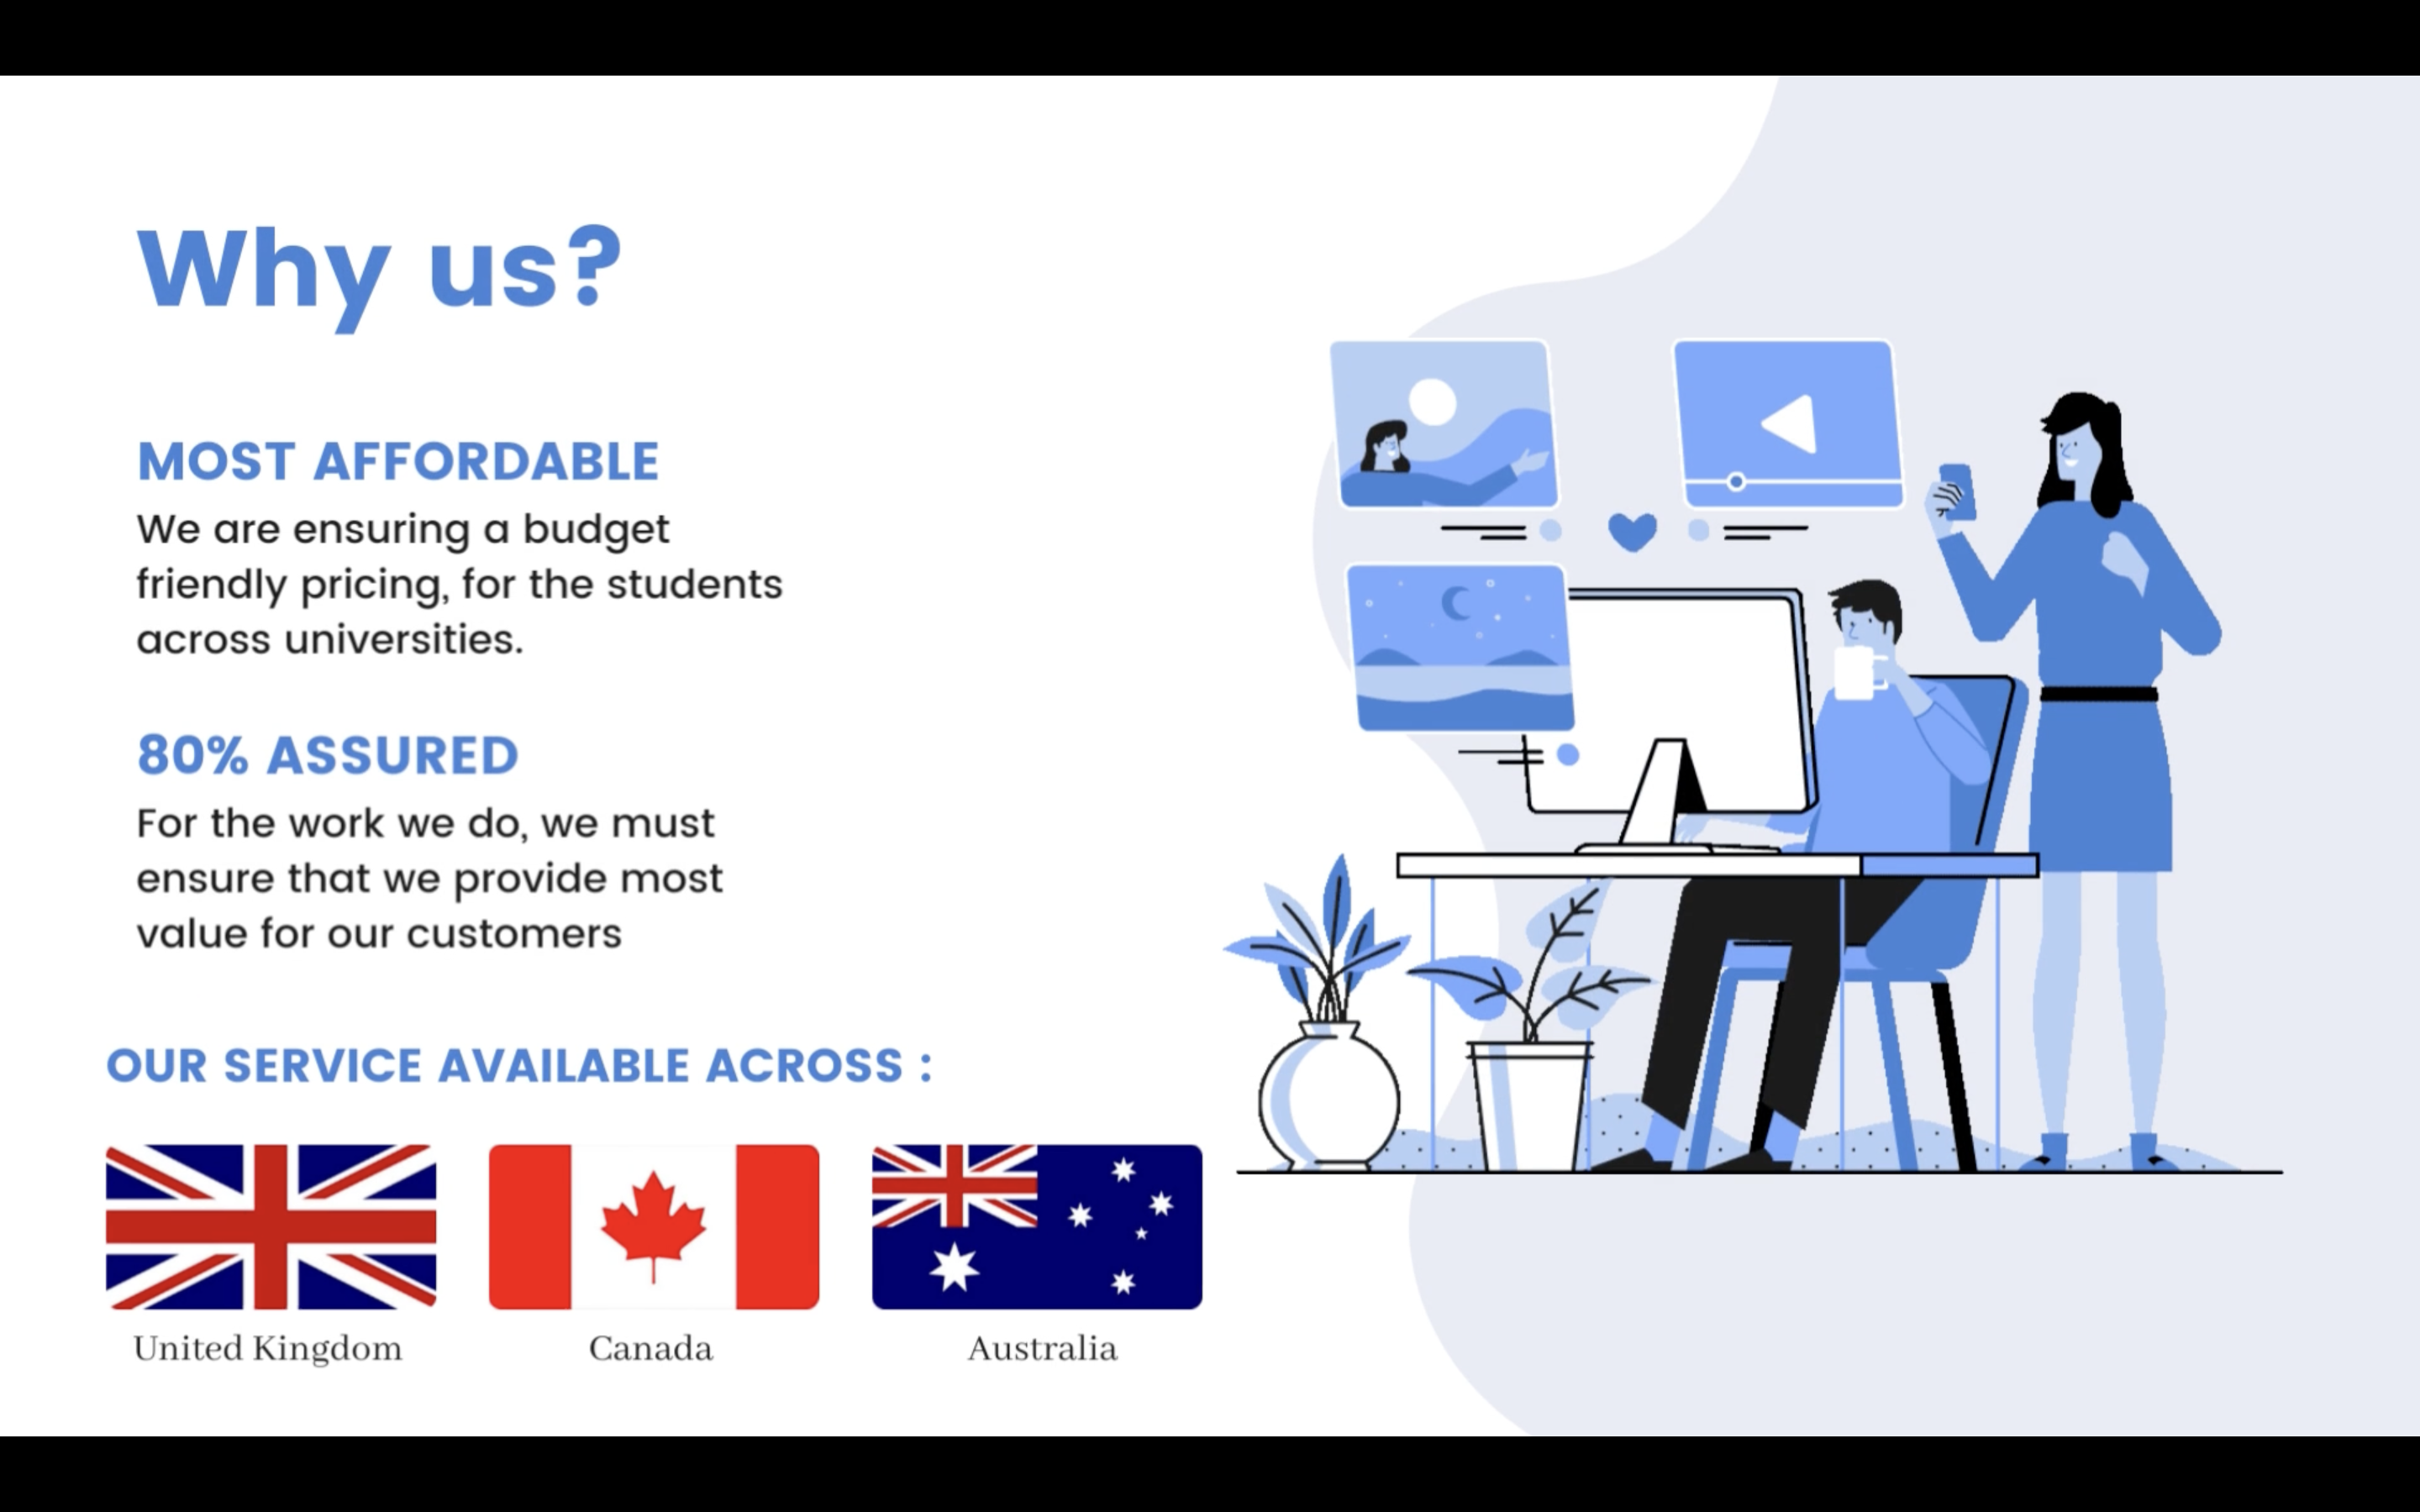 Why us?
MOST AFFORDABLE
We are ensuring a budget
friendly pricing, for the students
across universities.
80% ASSURED
For the work we do, we must
ensure that we provide most
value for our customers
OUR SERVICE AVAILABLE ACROSS :
United Kingdom
Canada
Australia